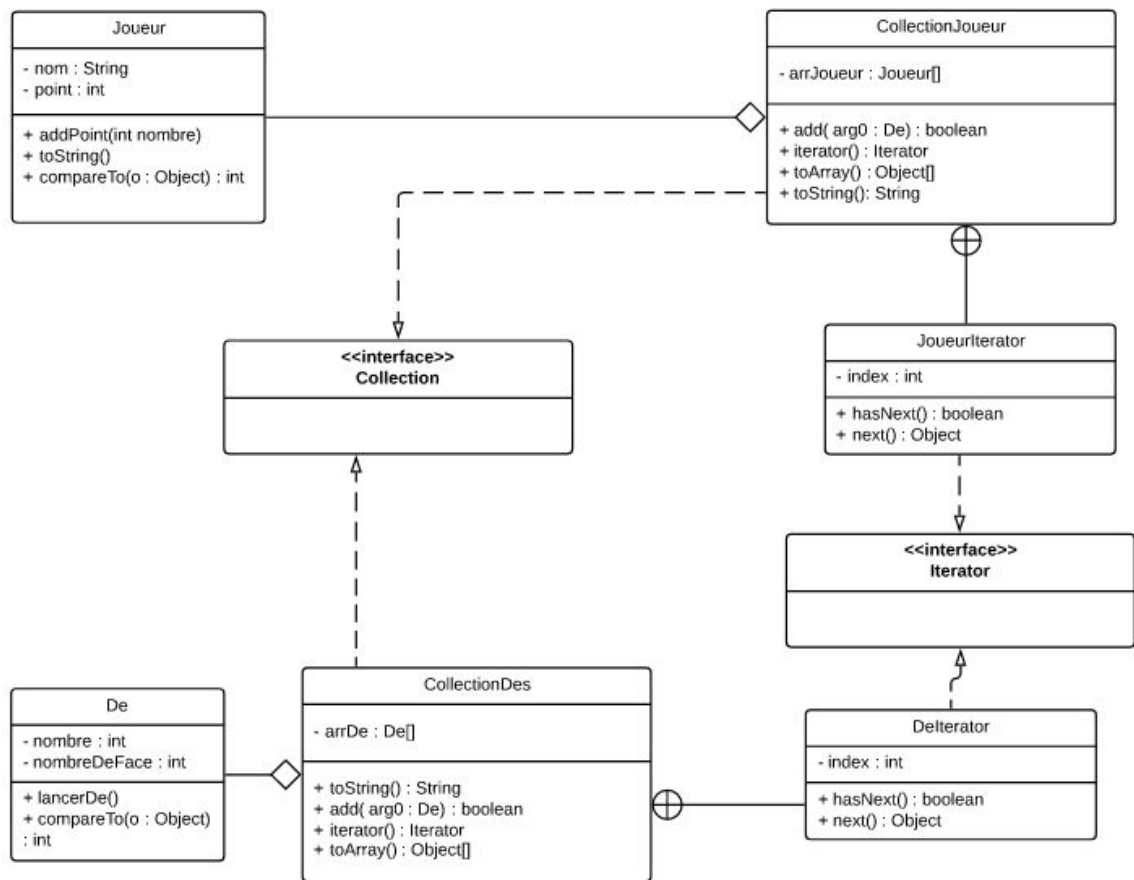 Joueur
- nom : String
- point : int
+ addPoint(int nombre)
+ toString()
+ compareTo(o : Object) : int
CollectionJoueur
- arrJoueur : Joueur[]
+ add( arg0 : De) : boolean
+ iterator() : Iterator
+ toArray() : Object[]
+ toString(): String
<<interface>>
Collection
JoueurIterator
- index : int
+ hasNext() : boolean
+ next() : Object
<<interface>>
Iterator
De
- nombre : int
- nombreDeFace : int
+ lancerDe()
+ compareTo(o : Object)
: int
CollectionDes
- arrDe : De[]
+ toString() : String
+ add( arg0 : De) : boolean
+ iterator() : Iterator
+ toArray() : Object[]
DeIterator
- index : int
+ hasNext() : boolean
+ next() : Object